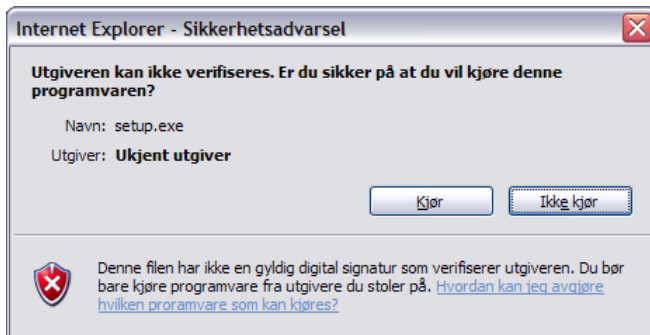 Internet Explorer - Sikkerhetsadvarsel
Utgiveren kan ikke verifiseres. Er du sikker på at du vil kjøre denne
programvaren?
Navn: setup.exe
Utgiver: Ukjent utgiver
Kjør
Ikke kjør
Denne filen har ikke en gyldig digital signatur som verifiserer utgiveren. Du bør
bare kjøre programvare fra utgivere du stoler på. Hvordan kan jeg avgjøre
hvilken proramvare som kan kjøres?